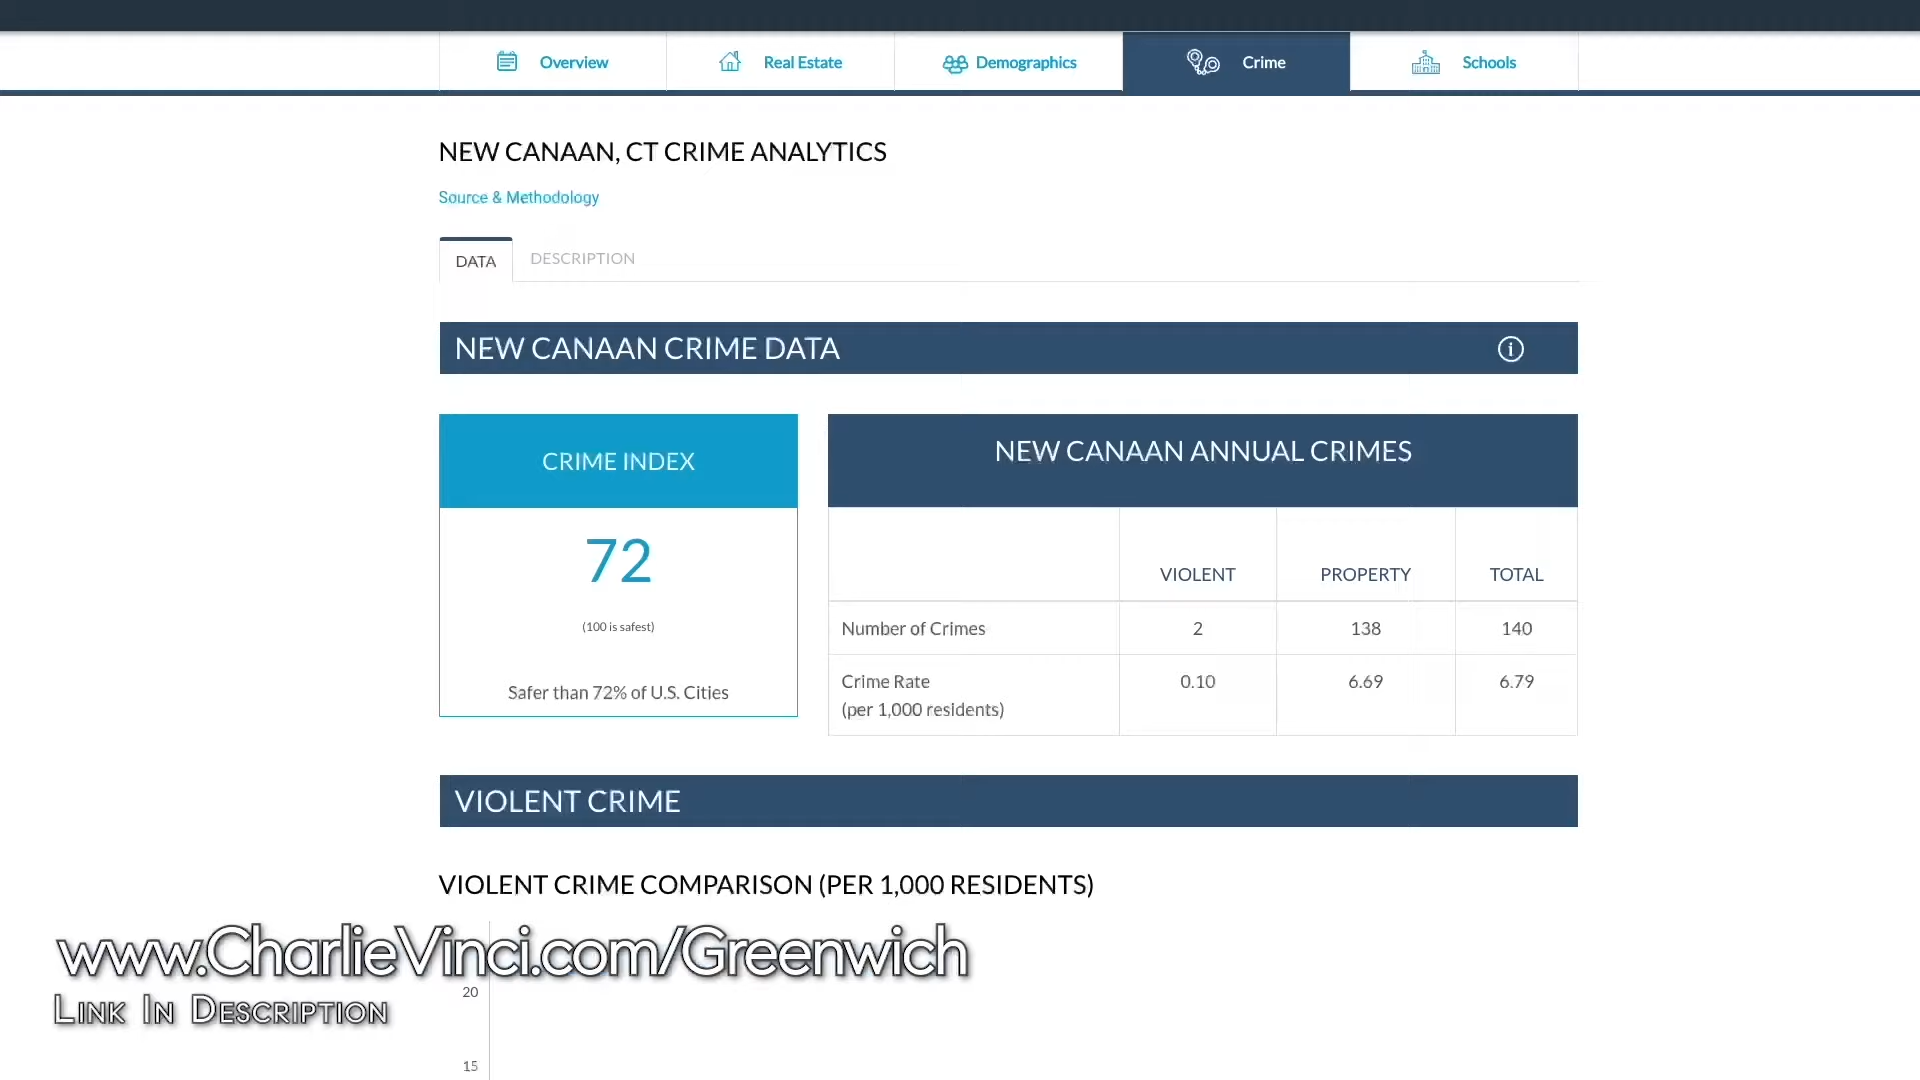 Overview
Real Estate
Demographics
Crime
Schools
NEW CANAAN, CT CRIME ANALYTICS
Source & Methodology
DATA
DESCRIPTION
NEW CANAAN CRIME DATA
CRIME INDEX
72
(100 is safest)
Safer than 72% of U.S. Cities
NEW CANAAN ANNUAL CRIMES
VIOLENT PROPERTY TOTAL
Number of Crimes 2 138 140
Crime Rate 0.10 6.69 6.79
(per 1,000 residents)
VIOLENT CRIME
VIOLENT CRIME COMPARISON (PER 1,000 RESIDENTS)
www.CharlieVinci.com/Greenwich
20
Link In Description
15